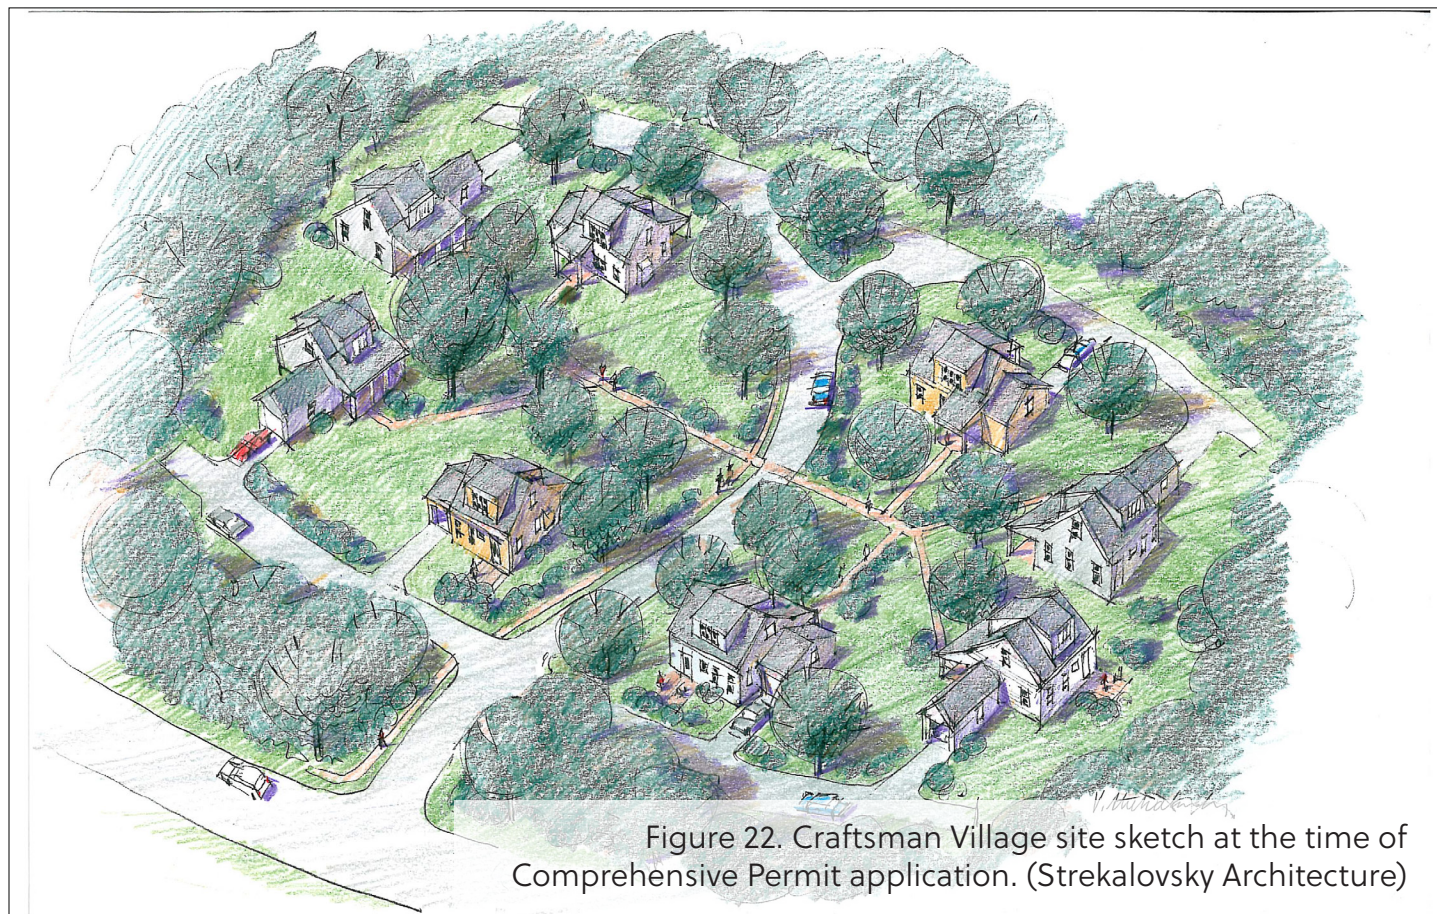 Figure 22. Craftsman Village site sketch at the time of
Comprehensive Permit application. (Strekalovsky Architecture)